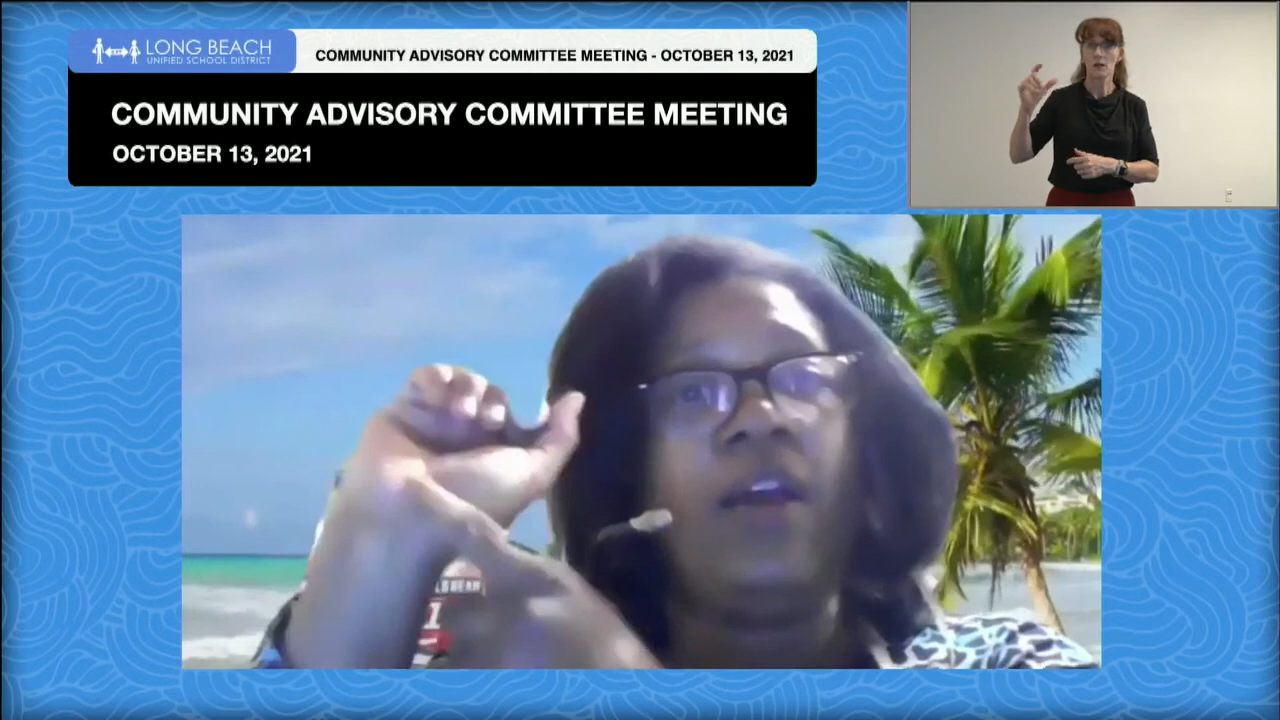 LONG BEACH
UNIFIED SCHOOL DISTRICT
COMMUNITY ADVISORY COMMITTEE MEETING - OCTOBER 13, 2021
COMMUNITY ADVISORY COMMITTEE MEETING
OCTOBER 13, 2021